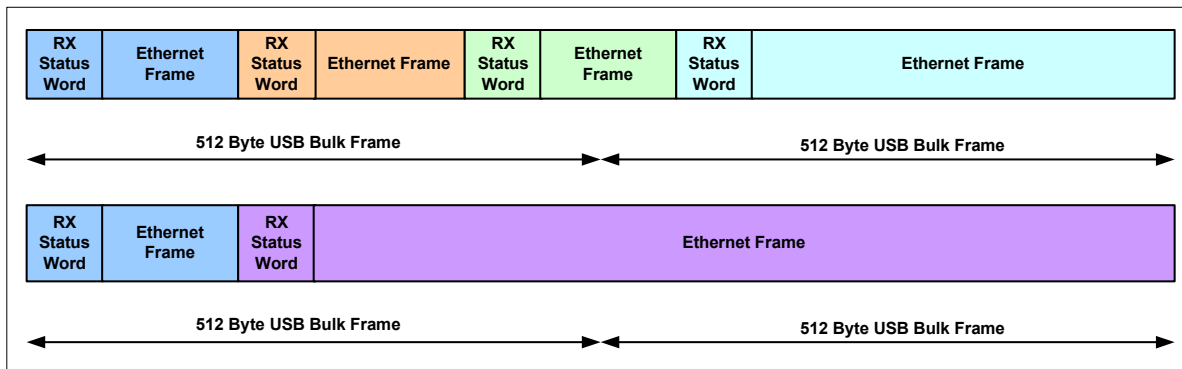 RX
Status
Word
Ethernet
Frame
RX
Status
Word
Ethernet Frame
RX
Status
Word
Ethernet
Frame
RX
Status
Word
Ethernet Frame
512 Byte USB Bulk Frame
512 Byte USB Bulk Frame
RX
Status
Word
Ethernet
Frame
RX
Status
Word
Ethernet Frame
512 Byte USB Bulk Frame
512 Byte USB Bulk Frame